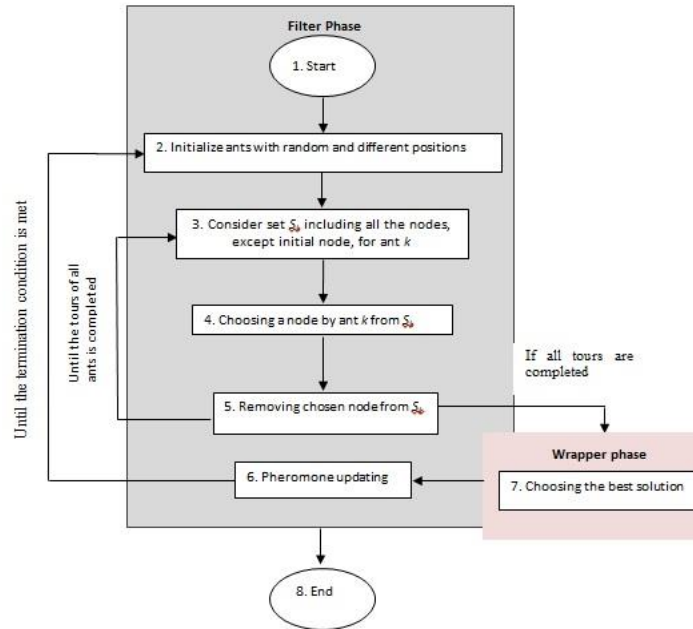 Filter Phase
1. Start
2. Initialize ants with random and different positions
3. Consider set Sₖ including all the nodes,
except initial node, for ant k
4. Choosing a node by ant k from Sₖ
If all tours are
completed
5. Removing chosen node from Sₖ
Wrapper phase
7. Choosing the best solution
6. Pheromone updating
8. End
Until the termination condition is met
Until the tours of all
ants is completed